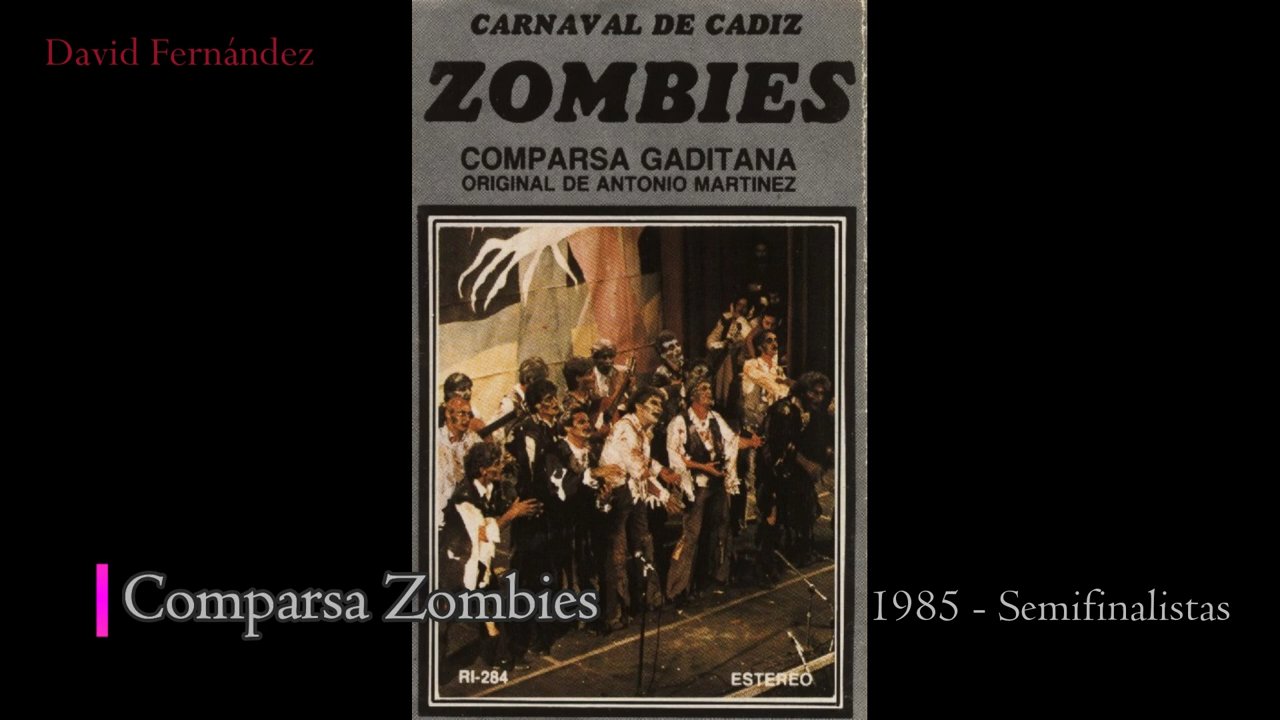 David Fernández
CARNAVAL DE CADIZ
ZOMBIES
COMPARSA GADITANA
ORIGINAL DE ANTONIO MARTINEZ
Comparsa Zombies
1985 - Semifinalistas
RI-284
ESTEREO